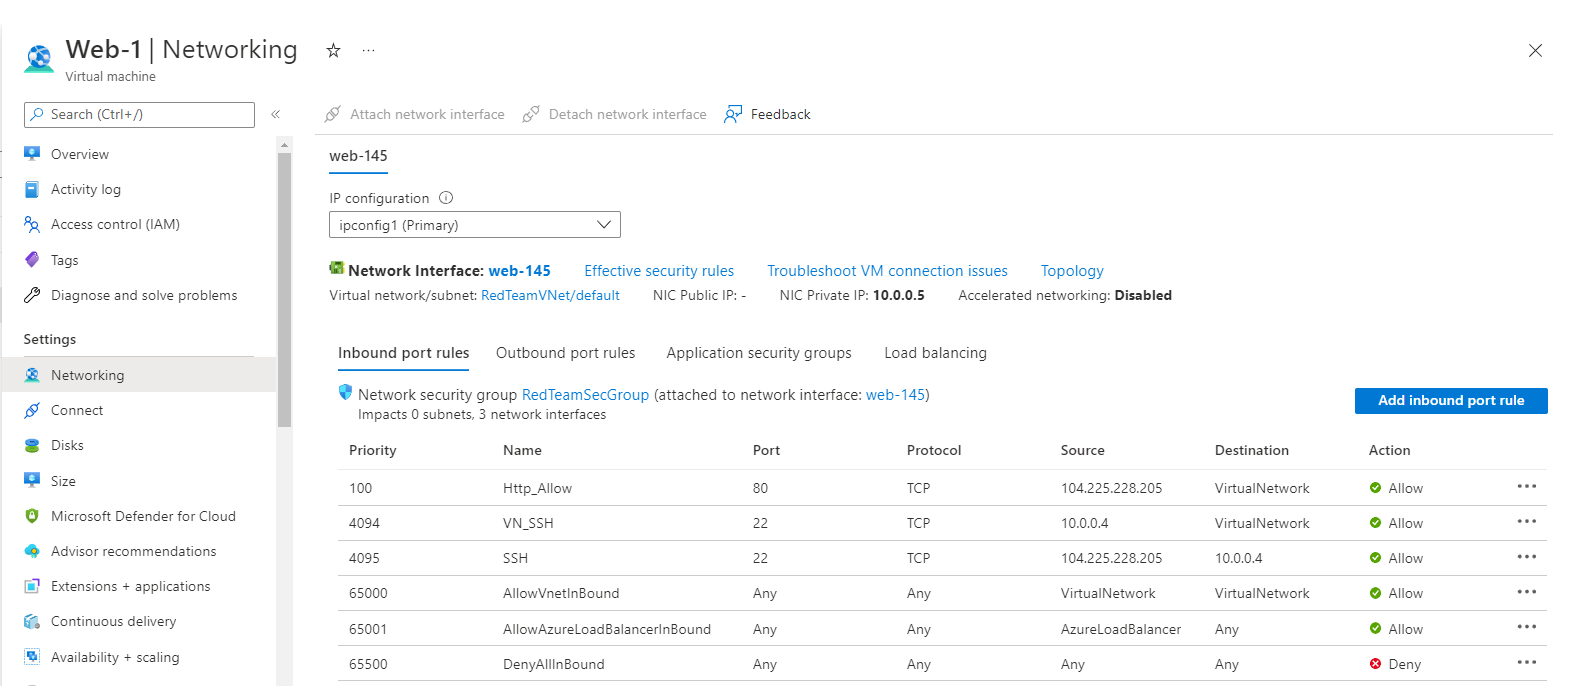 Web-1 | Networking
Virtual machine
Search (Ctrl+/)
Overview
Activity log
Access control (IAM)
Tags
Diagnose and solve problems
Settings
Networking
Connect
Disks
Size
Microsoft Defender for Cloud
Advisor recommendations
Extensions + applications
Continuous delivery
Availability + scaling
Attach network interface Detach network interface Feedback
web-145
IP configuration
ipconfig1 (Primary)
Network Interface: web-145 Effective security rules Troubleshoot VM connection issues Topology
Virtual network/subnet: RedTeamVNet/default NIC Public IP: - NIC Private IP: 10.0.0.5 Accelerated networking: Disabled
Inbound port rules Outbound port rules Application security groups Load balancing
Network security group RedTeamSecGroup (attached to network interface: web-145)
Impacts 0 subnets, 3 network interfaces
Add inbound port rule
Priority Name Port Protocol Source Destination Action
100 Http_Allow 80 TCP 104.225.228.205 VirtualNetwork Allow
4094 VN_SSH 22 TCP 10.0.0.4 VirtualNetwork Allow
4095 SSH 22 TCP 104.225.228.205 10.0.0.4 Allow
65000 AllowVnetInBound Any Any VirtualNetwork VirtualNetwork Allow
65001 AllowAzureLoadBalancerInBound Any Any AzureLoadBalancer Any Allow
65500 DenyAllInBound Any Any Any Any Deny